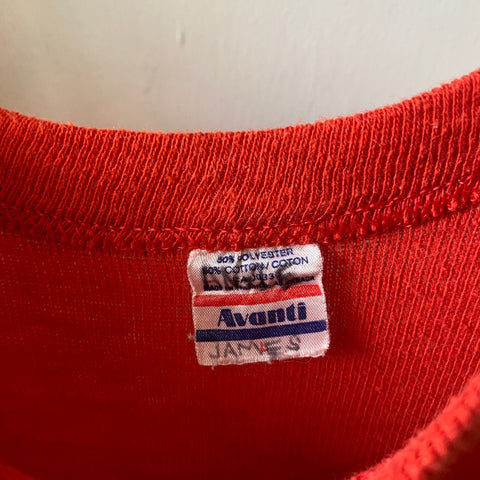 50% POLYESTER
50% COTTON/COTON
Avanti
JAMES